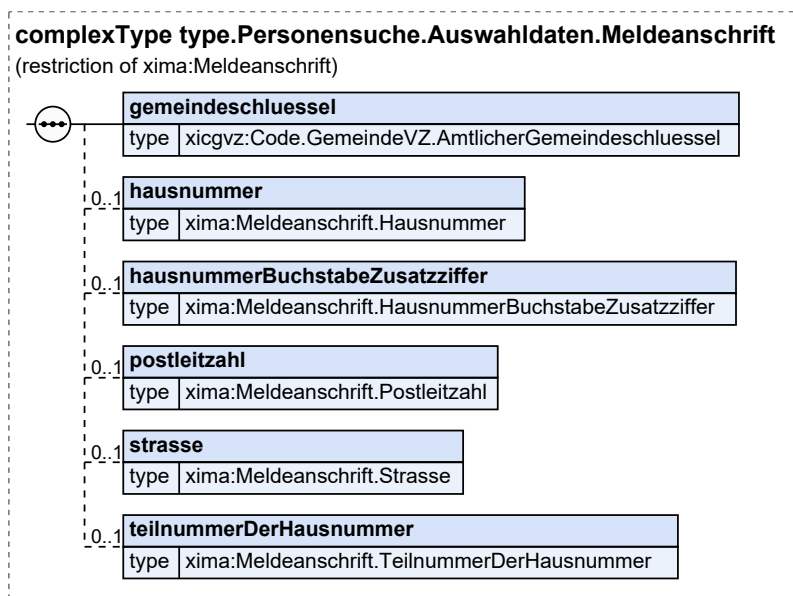 complexType type.Personensuche.Auswahldaten.Meldeanschrift
(restriction of xima:Meldeanschrift)
gemeindeschluessel
type xicgvz:Code.GemeindeVZ.AmtlicherGemeindeschluessel
0..1 hausnummer
type xima:Meldeanschrift.Hausnummer
0..1 hausnummerBuchstabeZusatzziffer
type xima:Meldeanschrift.HausnummerBuchstabeZusatzziffer
0..1 postleitzahl
type xima:Meldeanschrift.Postleitzahl
0..1 strasse
type xima:Meldeanschrift.Strasse
0..1 teilnummerDerHausnummer
type xima:Meldeanschrift.TeilnummerDerHausnummer